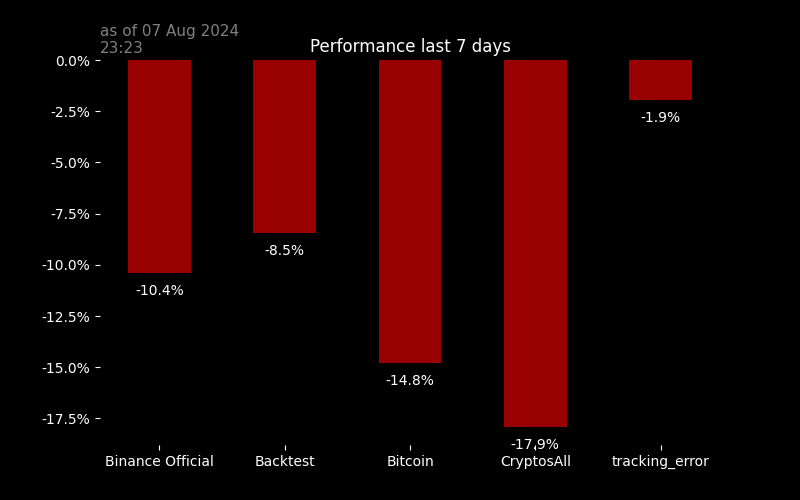 as of 07 Aug 2024
23:23
Performance last 7 days
0.0%
-2.5%
-5.0%
-7.5%
-10.0%
-12.5%
-15.0%
-17.5%
-10.4%
-8.5%
-14.8%
-17.9%
-1.9%
Binance Official
Backtest
Bitcoin
CryptosAll
tracking_error